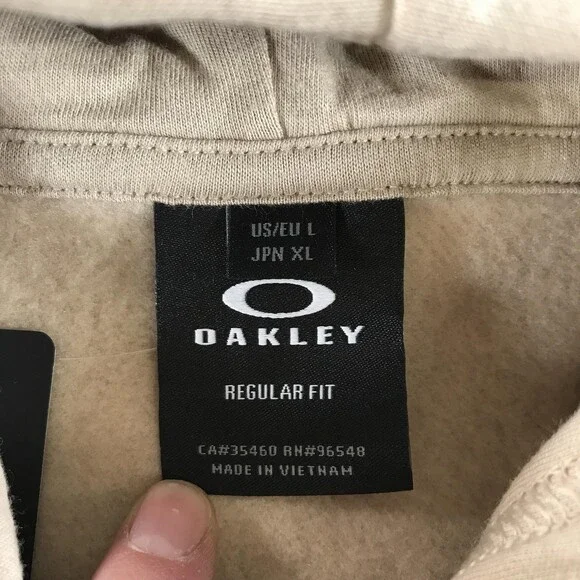 US/EU L
JPN XL
OAKLEY
REGULAR FIT
CA#35460 RN#96548
MADE IN VIETNAM